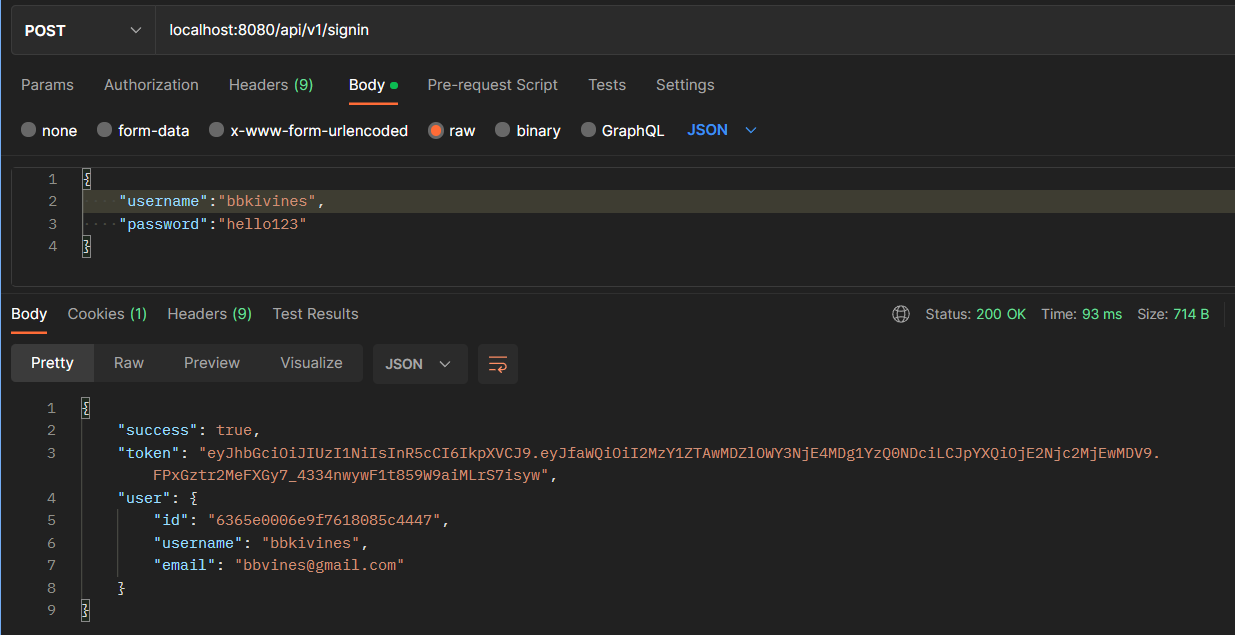 POST localhost:8080/api/v1/signin
Params Authorization Headers (9) Body Pre-request Script Tests Settings
none form-data x-www-form-urlencoded raw binary GraphQL JSON
1 {
2 "username":"bbkivines",
3 "password":"hello123"
4 }
Body Cookies (1) Headers (9) Test Results Status: 200 OK Time: 93 ms Size: 714 B
Pretty Raw Preview Visualize JSON
1 {
2 "success": true,
3 "token": "eyJhbGciOiJIUzI1NiIsInR5cCI6IkpXVCJ9.eyJfaWQiOiI2MzY1ZTAwMDZlOWY3NjE4MDg1YzQ0NDciLCJpYXQiOjE2Njc2MjEwMDV9.
FPxGztr2MeFXGy7_4334nwywF1t859W9aiMLrS7isyw",
4 "user": {
5 "id": "6365e0006e9f7618085c4447",
6 "username": "bbkivines",
7 "email": "bbvines@gmail.com"
8 }
9 }